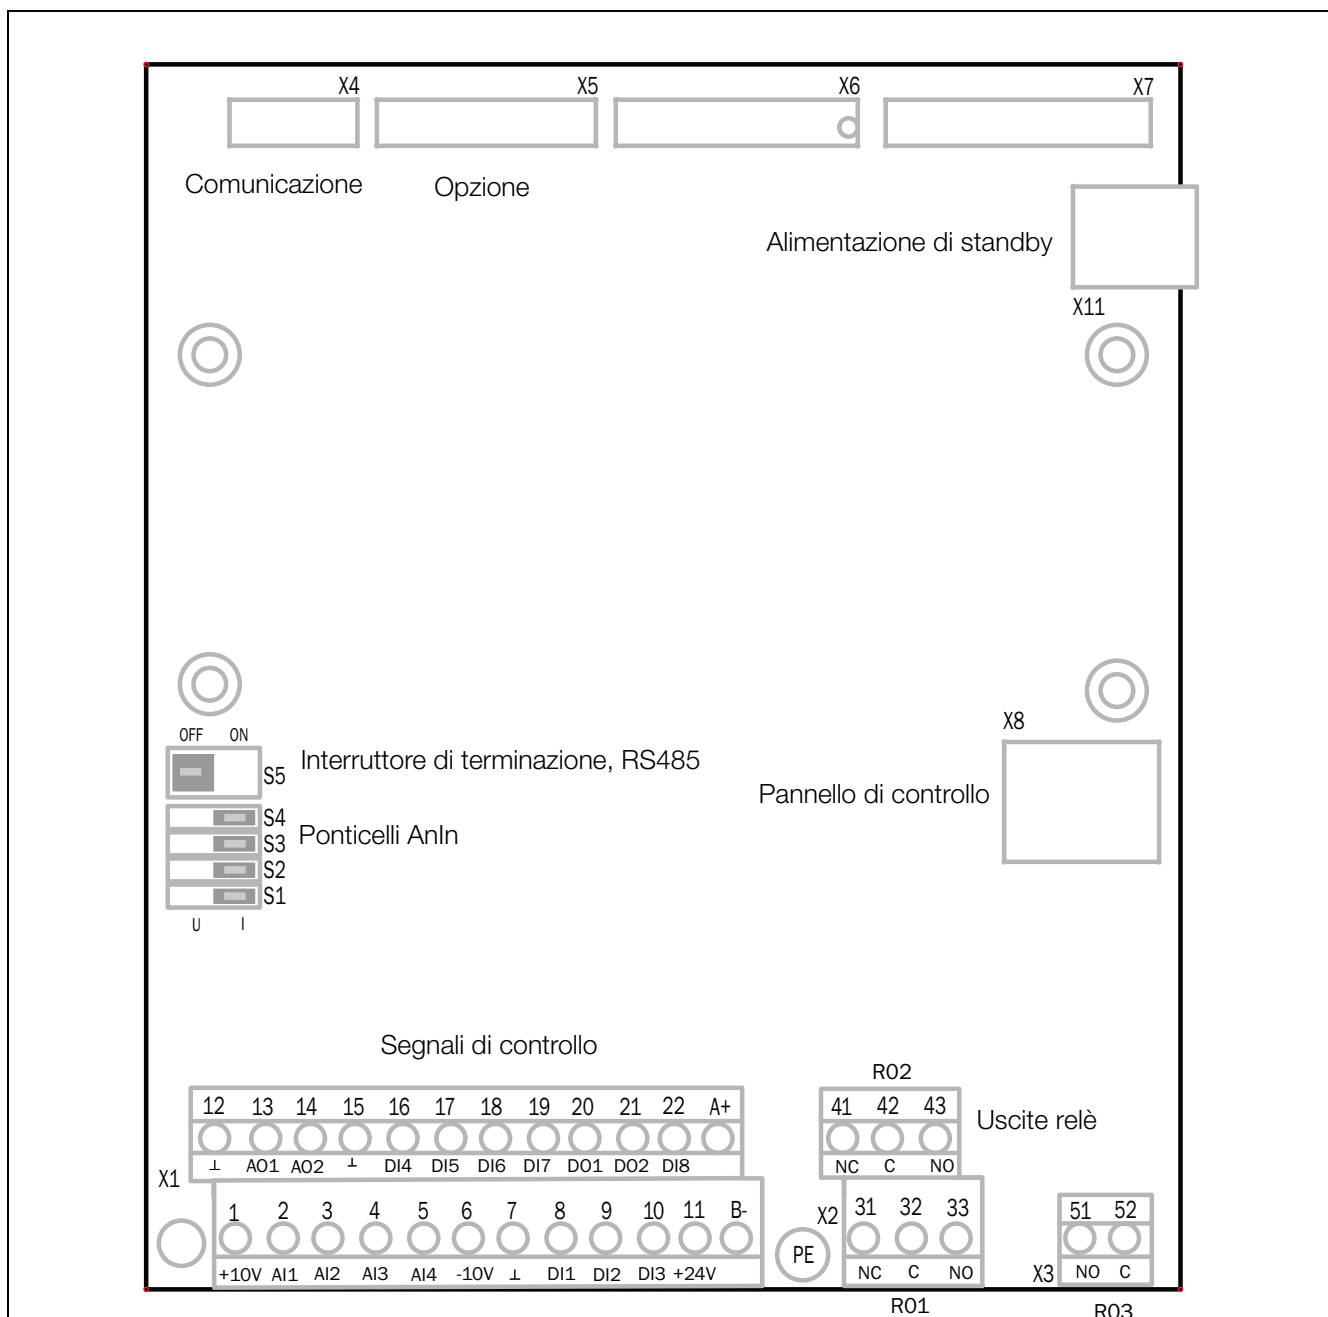 X4 X5 X6 X7
Comunicazione Opzione
Alimentazione di standby
X11
X8
OFF ON
S5 Interruttore di terminazione, RS485
Pannello di controllo
S4
S3 Ponticelli AnIn
S2
S1
U I
Segnali di controllo
R02
12 13 14 15 16 17 18 19 20 21 22 A+
41 42 43 Uscite relè
⊥ AO1 AO2 ⊥ DI4 DI5 DI6 DI7 DO1 DO2 DI8
NC C NO
X1
1 2 3 4 5 6 7 8 9 10 11 B-
X2 31 32 33
51 52
PE
+10V AI1 AI2 AI3 AI4 -10V ⊥ DI1 DI2 DI3 +24V
NC C NO
X3 NO C
R01
R03